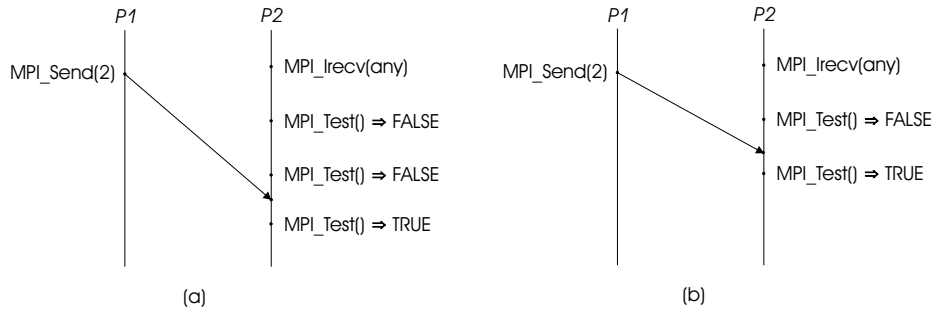 P1
P2
MPI_Send(2)
MPI_Irecv(any)
MPI_Test() ⇒ FALSE
MPI_Test() ⇒ FALSE
MPI_Test() ⇒ TRUE
(a)
P1
P2
MPI_Send(2)
MPI_Irecv(any)
MPI_Test() ⇒ FALSE
MPI_Test() ⇒ TRUE
(b)